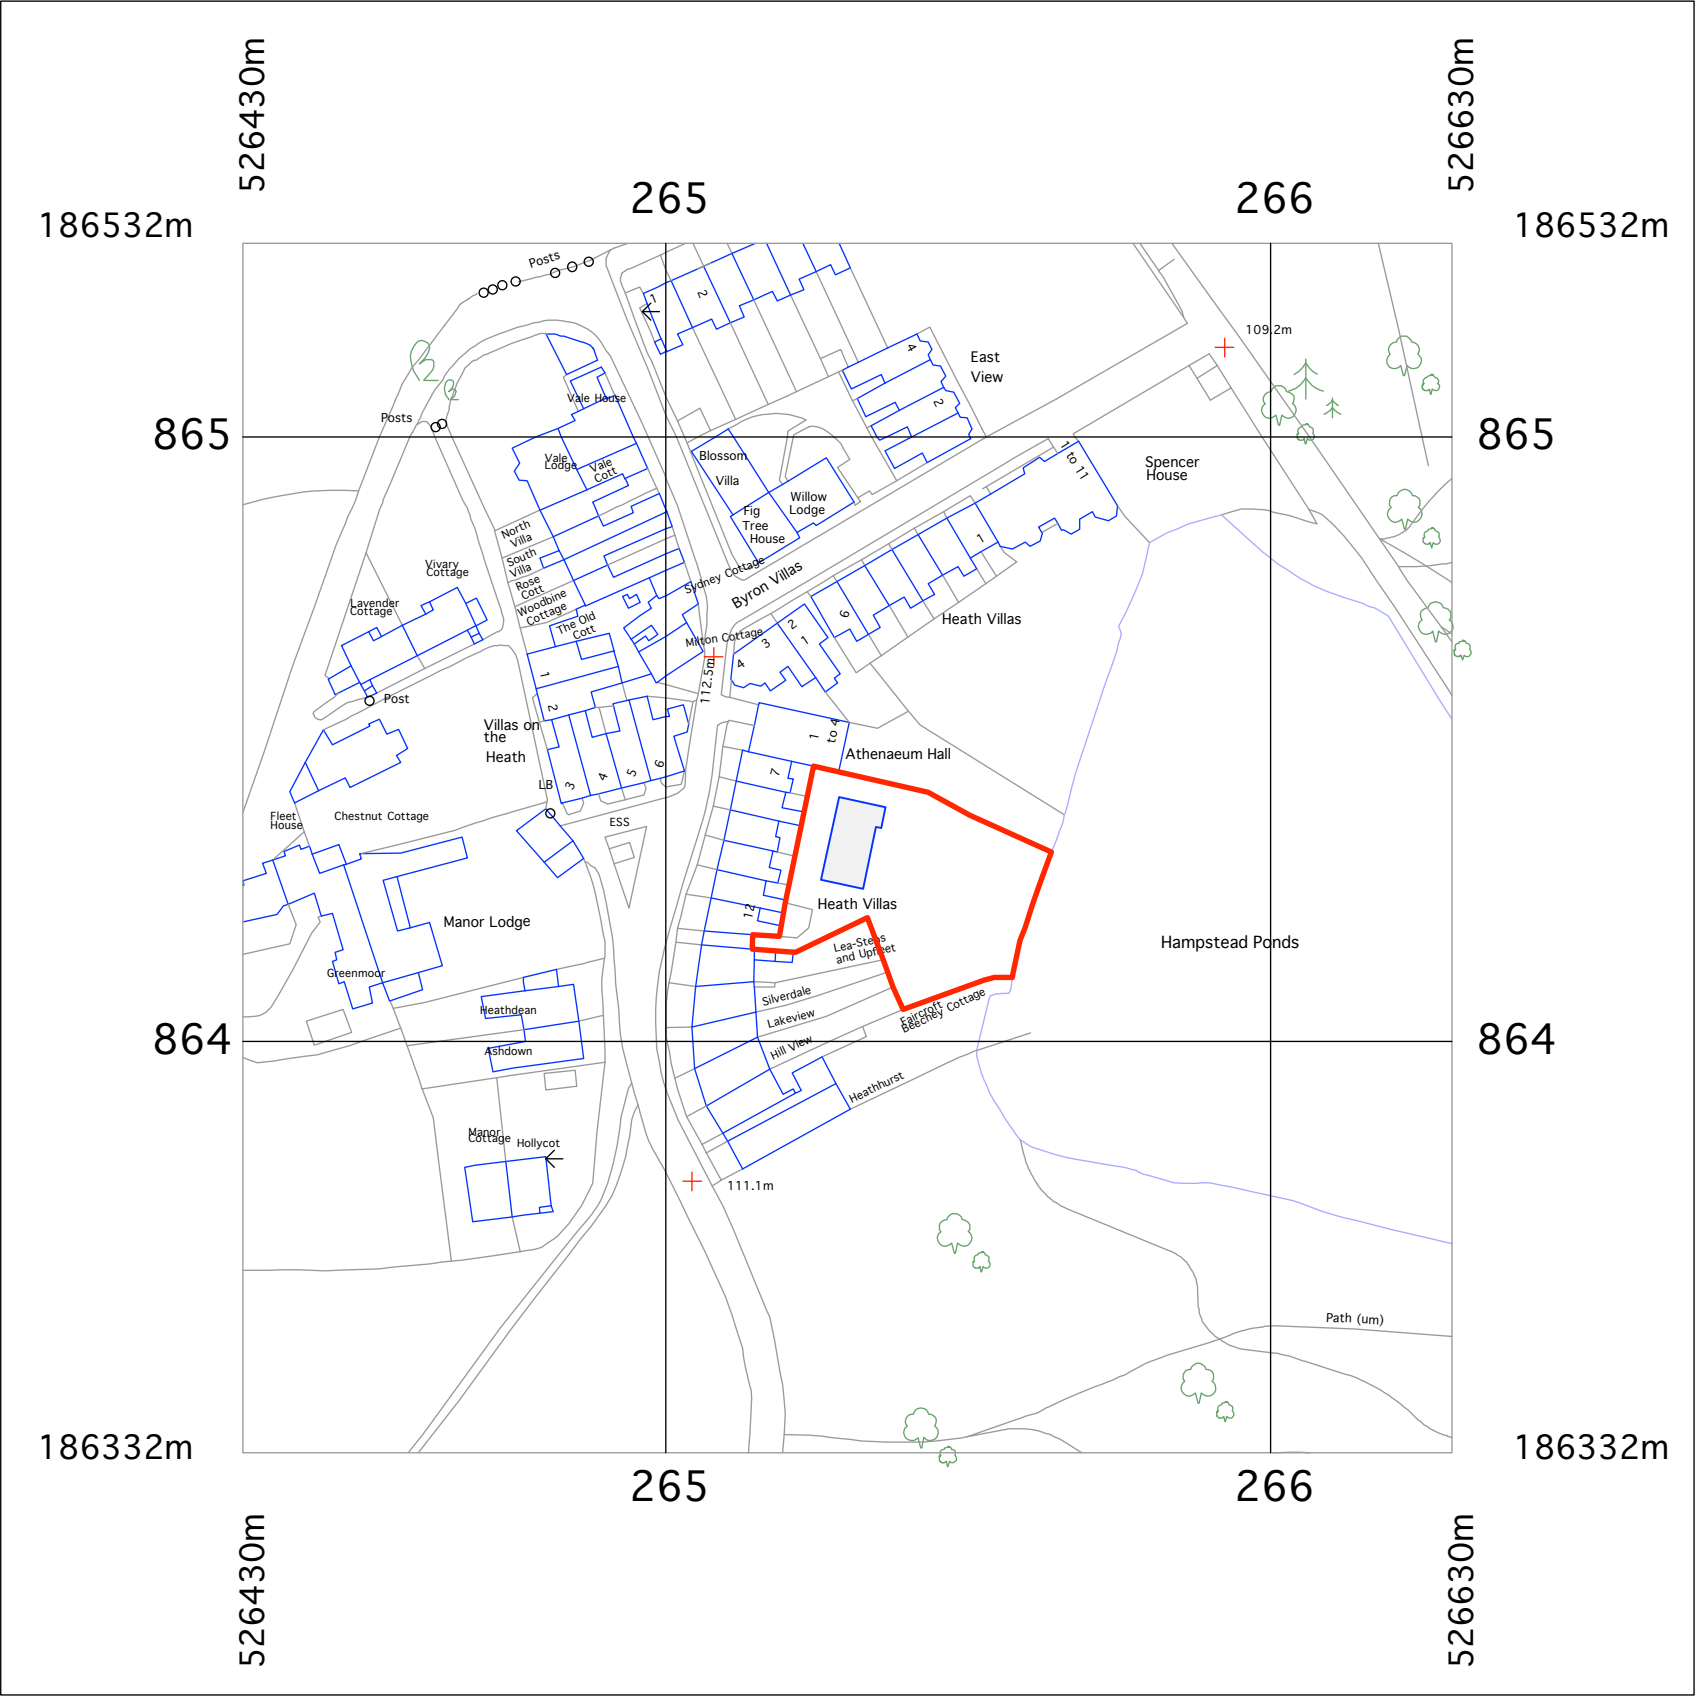 526430m
526630m
265
266
186532m
186532m
Posts
1
2
109.2m
4
East
View
2
Vale House
Posts
865
865
Blossom
Villa
Vale
Lodge
Vale
Cott
1
to 11
Spencer
House
Willow
Lodge
Fig
Tree
House
North
Villa
South
Villa
Rose
Cott
Woodbine
Cottage
The Old
Cott
Vivary
Cottage
Lavender
Cottage
Sydney Cottage
Byron Villas
1
6
Heath Villas
Milton Cottage
2
1
3
4
112.5m
1
2
Post
Villas on
the
Heath
3
4
5
6
1
to 4
Athenaeum Hall
7
LB
ESS
Fleet
House
Chestnut Cottage
12
Heath Villas
Manor Lodge
Lea-Steps
and Upfleet
Hampstead Ponds
Greenmoor
Silverdale
Lakeview
Hill View
Faircroft
Beechey Cottage
Heathdean
864
864
Ashdown
Heathhurst
Manor
Cottage
Hollycot
111.1m
Path (um)
186332m
186332m
265
266
526430m
526630m